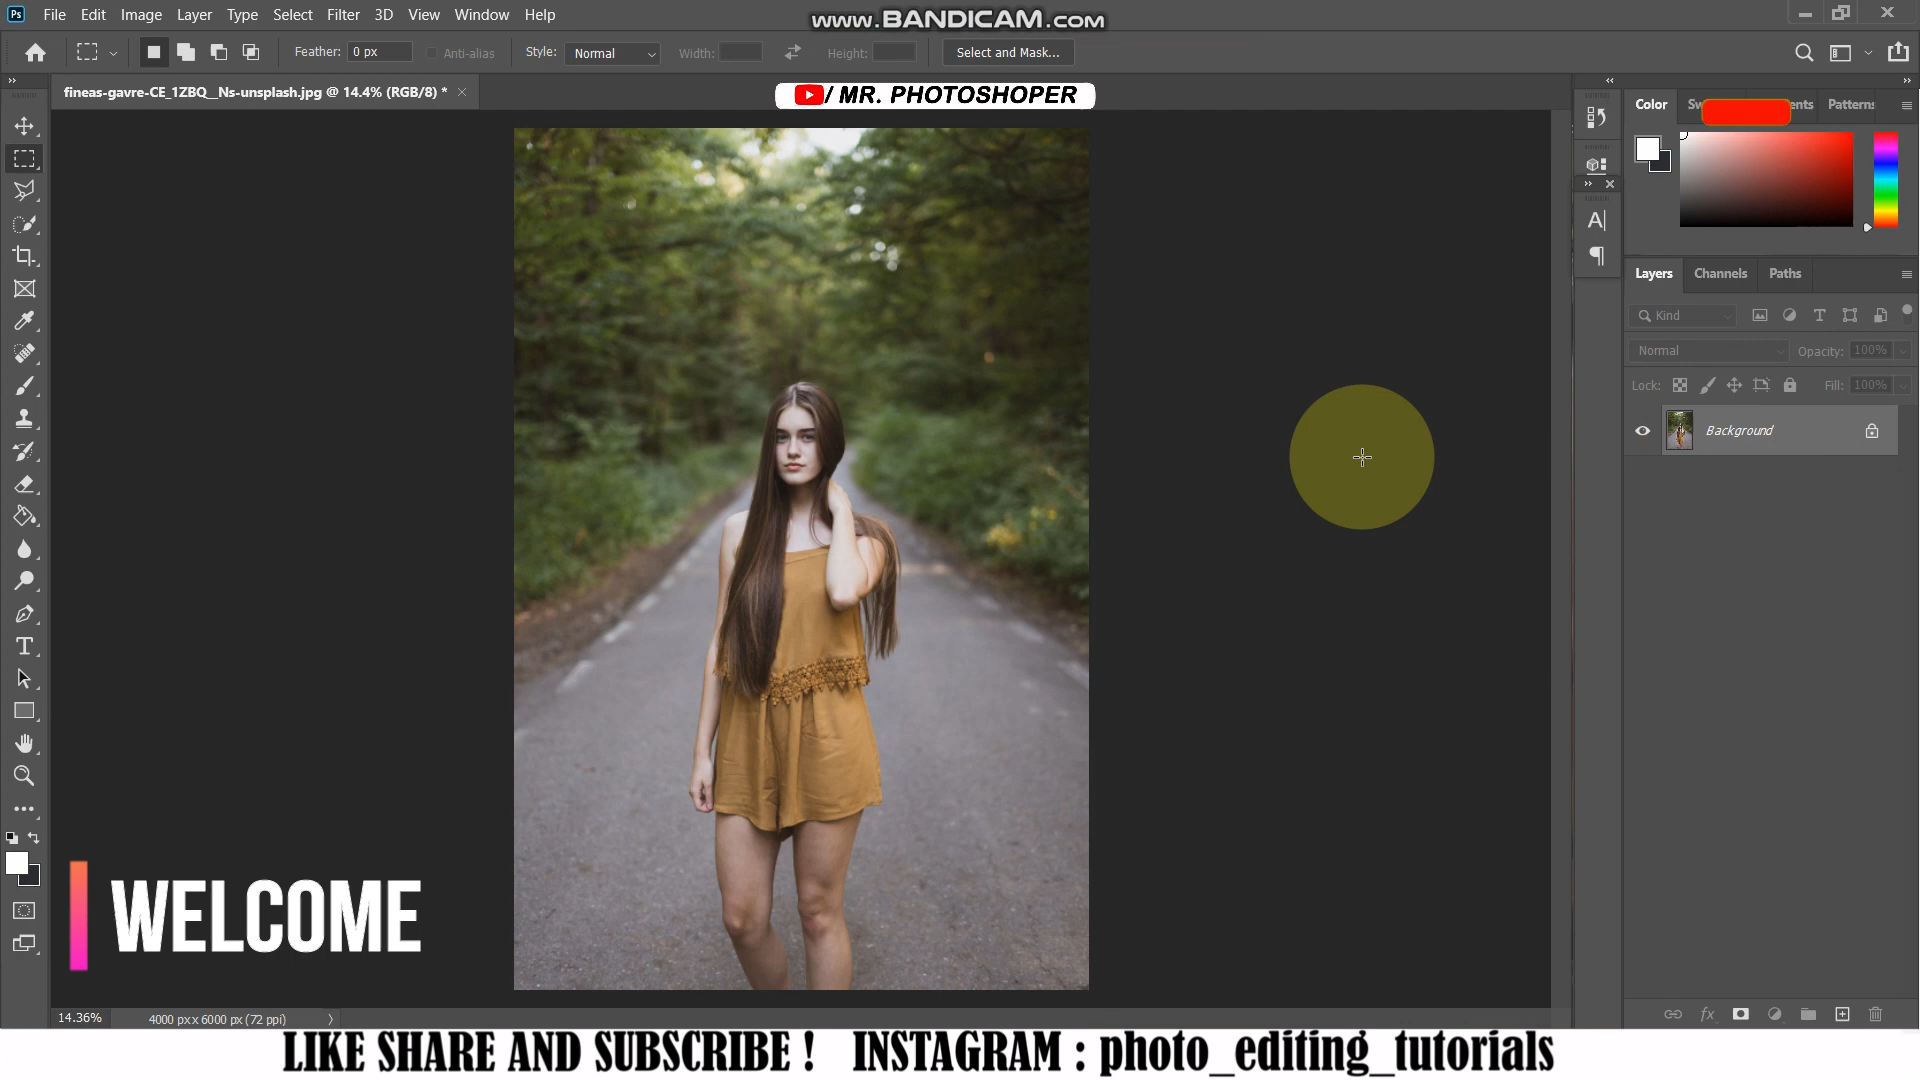 File Edit Image Layer Type Select Filter 3D View Window Help
www.BANDICAM.com
Feather: 0 px Anti-alias Style: Normal Width: Height: Select and Mask...
fineas-gavre-CE_1ZBQ__Ns-unsplash.jpg @ 14.4% (RGB/8) *
/ MR. PHOTOSHOPER
Color Sw ents Patterns
Layers Channels Paths
Kind
Normal Opacity: 100%
Lock: Fill: 100%
Background
WELCOME
14.36% 4000 px x 6000 px (72 ppi)
LIKE SHARE AND SUBSCRIBE ! INSTAGRAM : photo_editing_tutorials